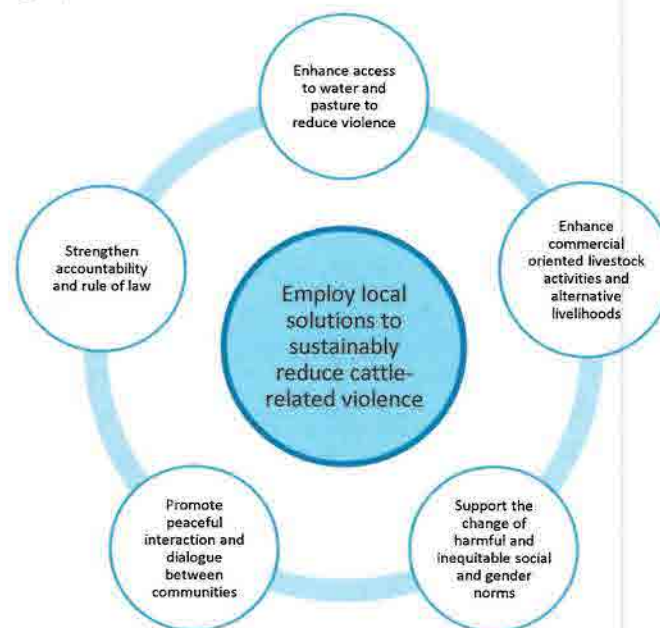 Enhance access
to water and
pasture to
reduce violence
Enhance
commercial
oriented livestock
activities and
alternative
livelihoods
Support the
change of
harmful and
inequitable social
and gender
norms
Promote
peaceful
interaction and
dialogue
between
communities
Strengthen
accountability
and rule of law
Employ local
solutions to
sustainably
reduce cattle-
related violence